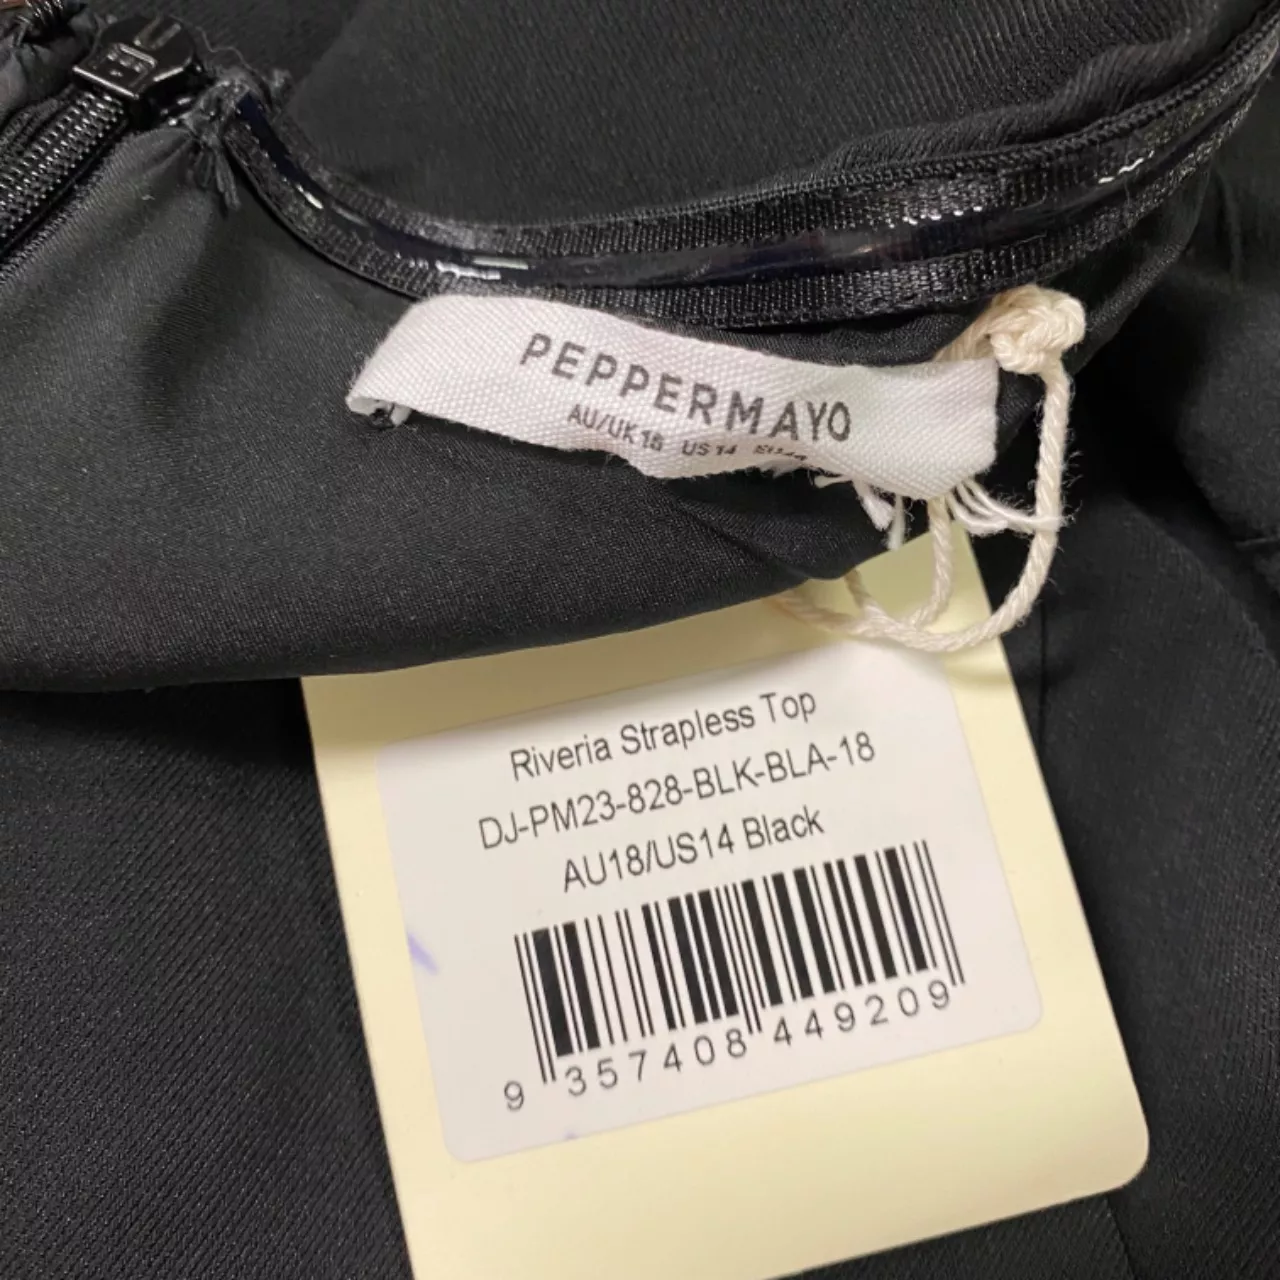 PEPPERMAYO
AU/UK 18 US 14 EU44
Riveria Strapless Top
DJ-PM23-828-BLK-BLA-18
AU18/US14 Black
9 357408 449209